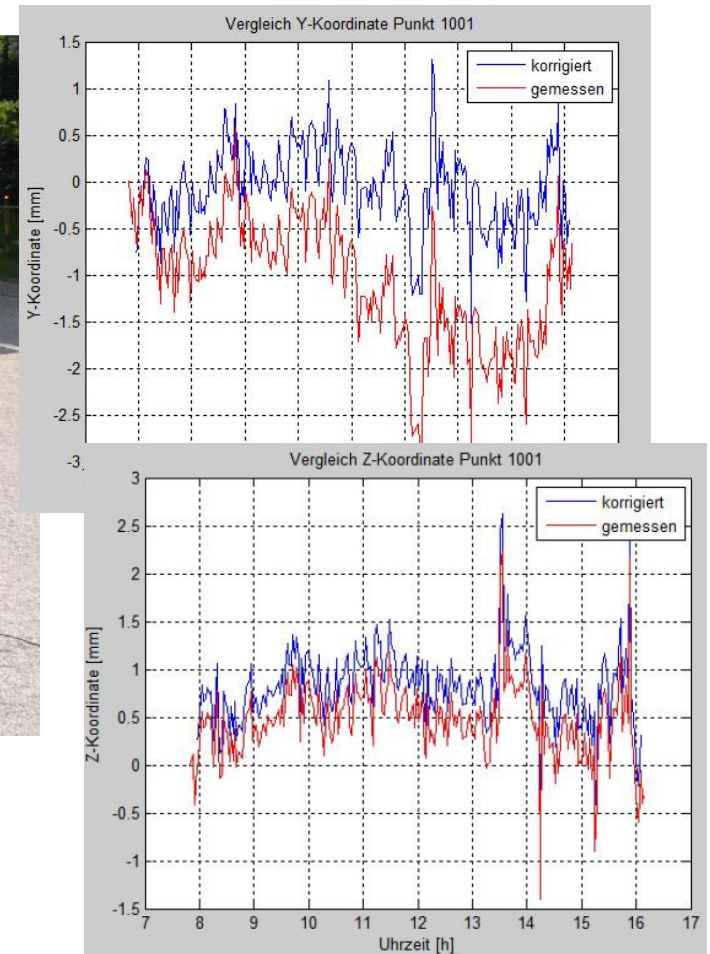 Vergleich Y-Koordinate Punkt 1001
1.5
1
0.5
0
-0.5
-1
-1.5
-2
-2.5
-3
Y-Koordinate [mm]
korrigiert
gemessen
Vergleich Z-Koordinate Punkt 1001
3
2.5
2
1.5
1
0.5
0
-0.5
-1
-1.5
Z-Koordinate [mm]
korrigiert
gemessen
7 8 9 10 11 12 13 14 15 16 17
Uhrzeit [h]